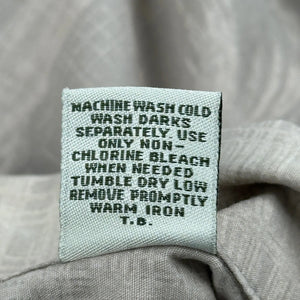 MACHINE WASH COLD
WASH DARKS
SEPARATELY. USE
ONLY NON-
CHLORINE BLEACH
WHEN NEEDED
TUMBLE DRY LOW
REMOVE PROMPTLY
WARM IRON
T.B.